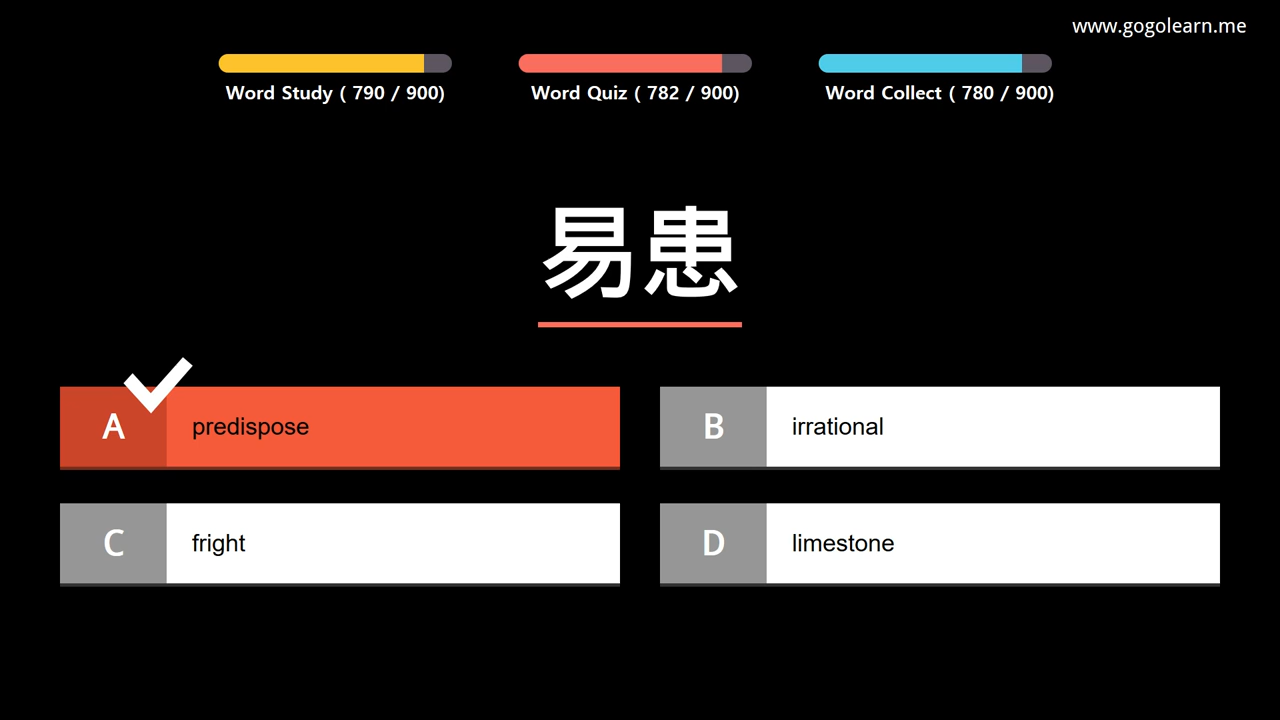 www.gogolearn.me
Word Study ( 790 / 900)
Word Quiz ( 782 / 900)
Word Collect ( 780 / 900)
易患
A predispose
B irrational
C fright
D limestone